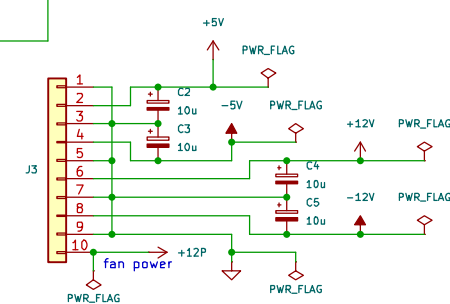 +5V
PWR_FLAG
1
C2
2
10u
-5V
PWR_FLAG
3
C3
+12V
PWR_FLAG
4
10u
5
C4
J3
6
10u
-12V
PWR_FLAG
7
C5
8
10u
9
10
+12P
fan power
PWR_FLAG
PWR_FLAG